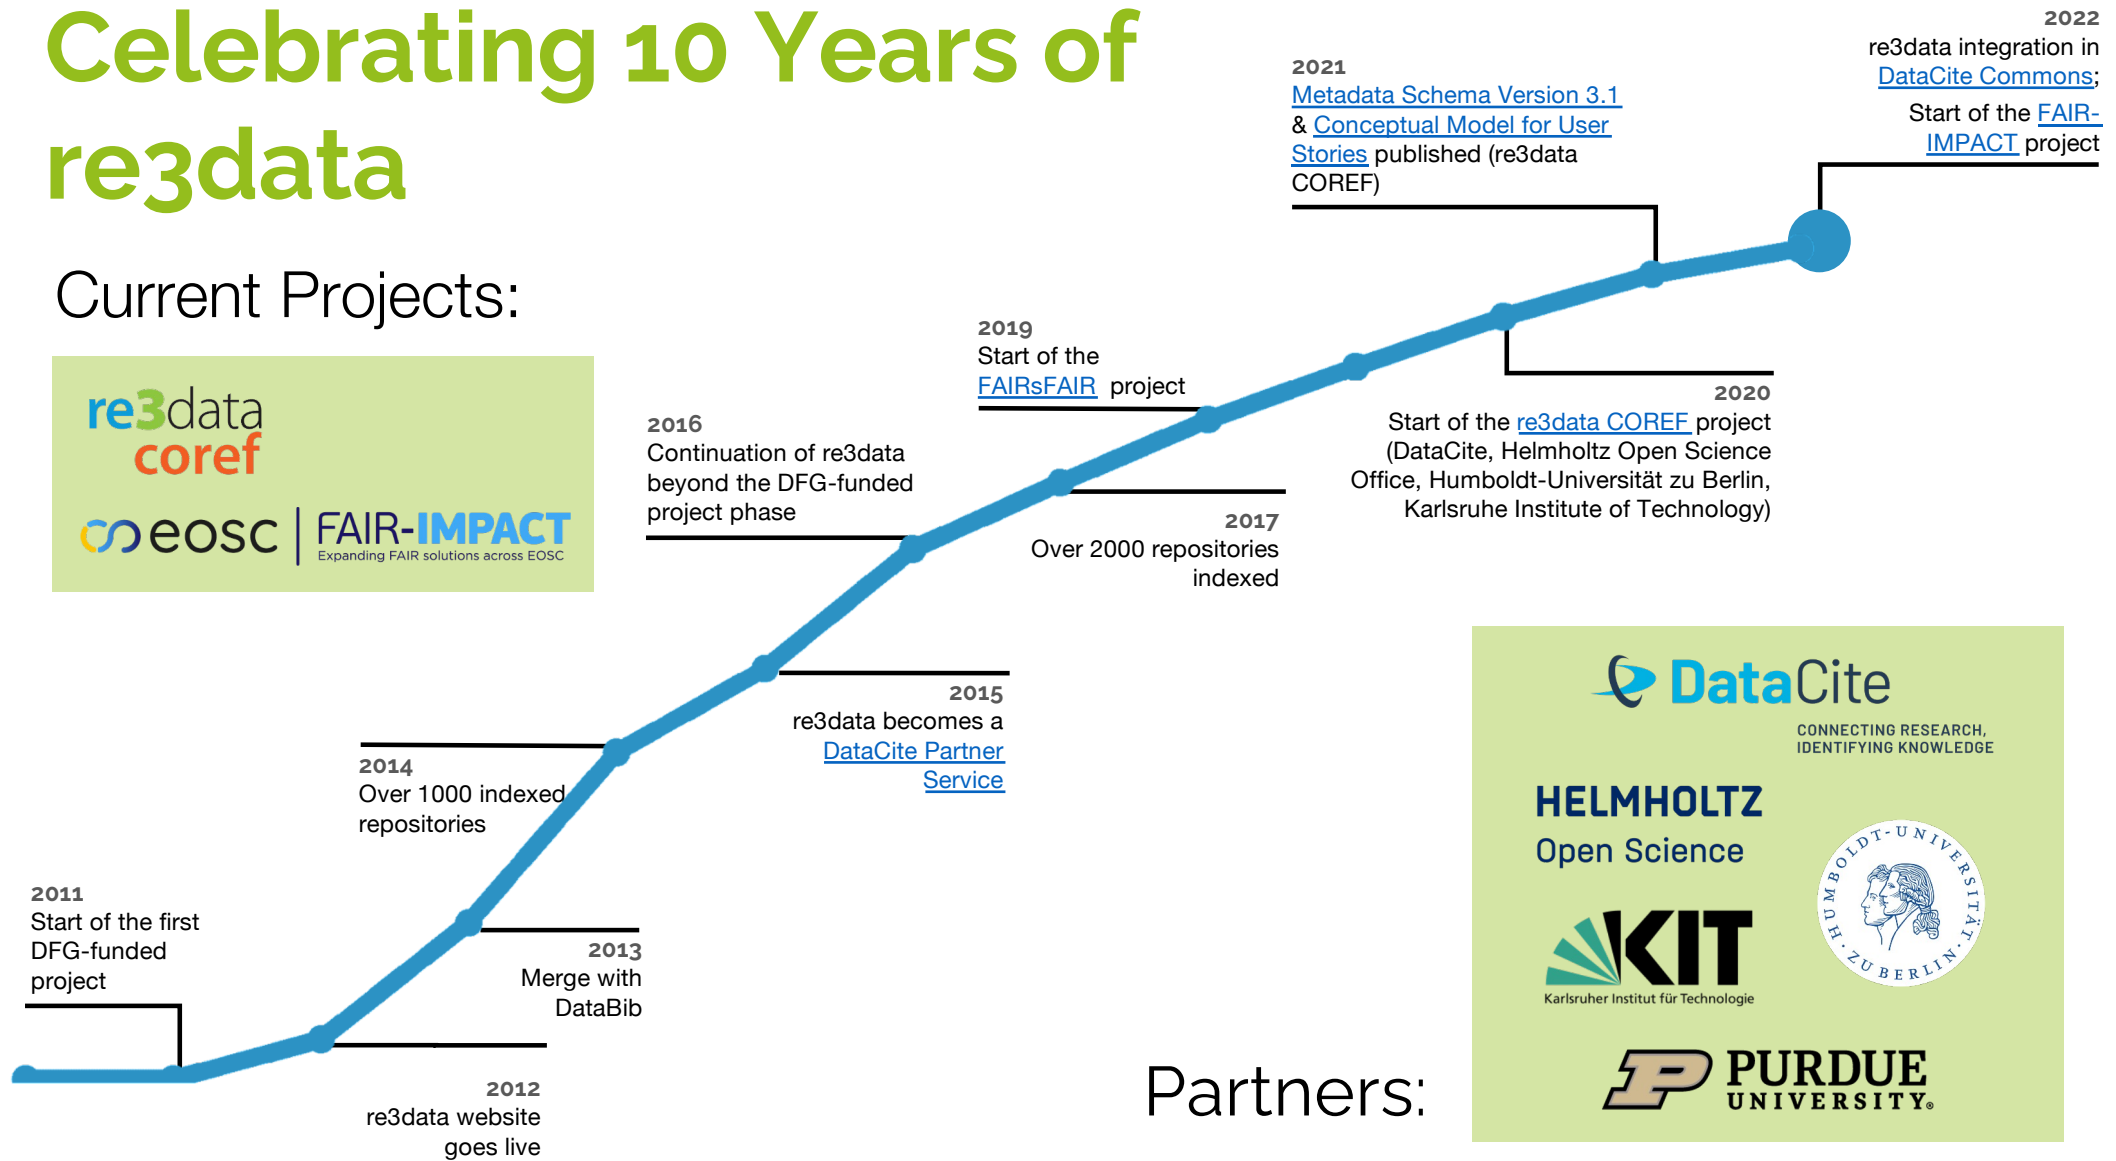 Celebrating 10 Years of
re3data
Current Projects:
re3data
coref
eosc | FAIR-IMPACT
Expanding FAIR solutions across EOSC
2011
Start of the first
DFG-funded
project
2012
re3data website
goes live
2013
Merge with
DataBib
2014
Over 1000 indexed
repositories
2015
re3data becomes a
DataCite Partner
Service
2016
Continuation of re3data
beyond the DFG-funded
project phase
2017
Over 2000 repositories
indexed
2019
Start of the
FAIRsFAIR project
2020
Start of the re3data COREF project
(DataCite, Helmholtz Open Science
Office, Humboldt-Universität zu Berlin,
Karlsruhe Institute of Technology)
2021
Metadata Schema Version 3.1
& Conceptual Model for User
Stories published (re3data
COREF)
2022
re3data integration in
DataCite Commons;
Start of the FAIR-
IMPACT project
Partners:
DataCite
CONNECTING RESEARCH,
IDENTIFYING KNOWLEDGE
HELMHOLTZ
Open Science
HUMBOLDT-UNIVERSITÄT · ZU BERLIN ·
KIT
Karlsruher Institut für Technologie
P PURDUE
UNIVERSITY®